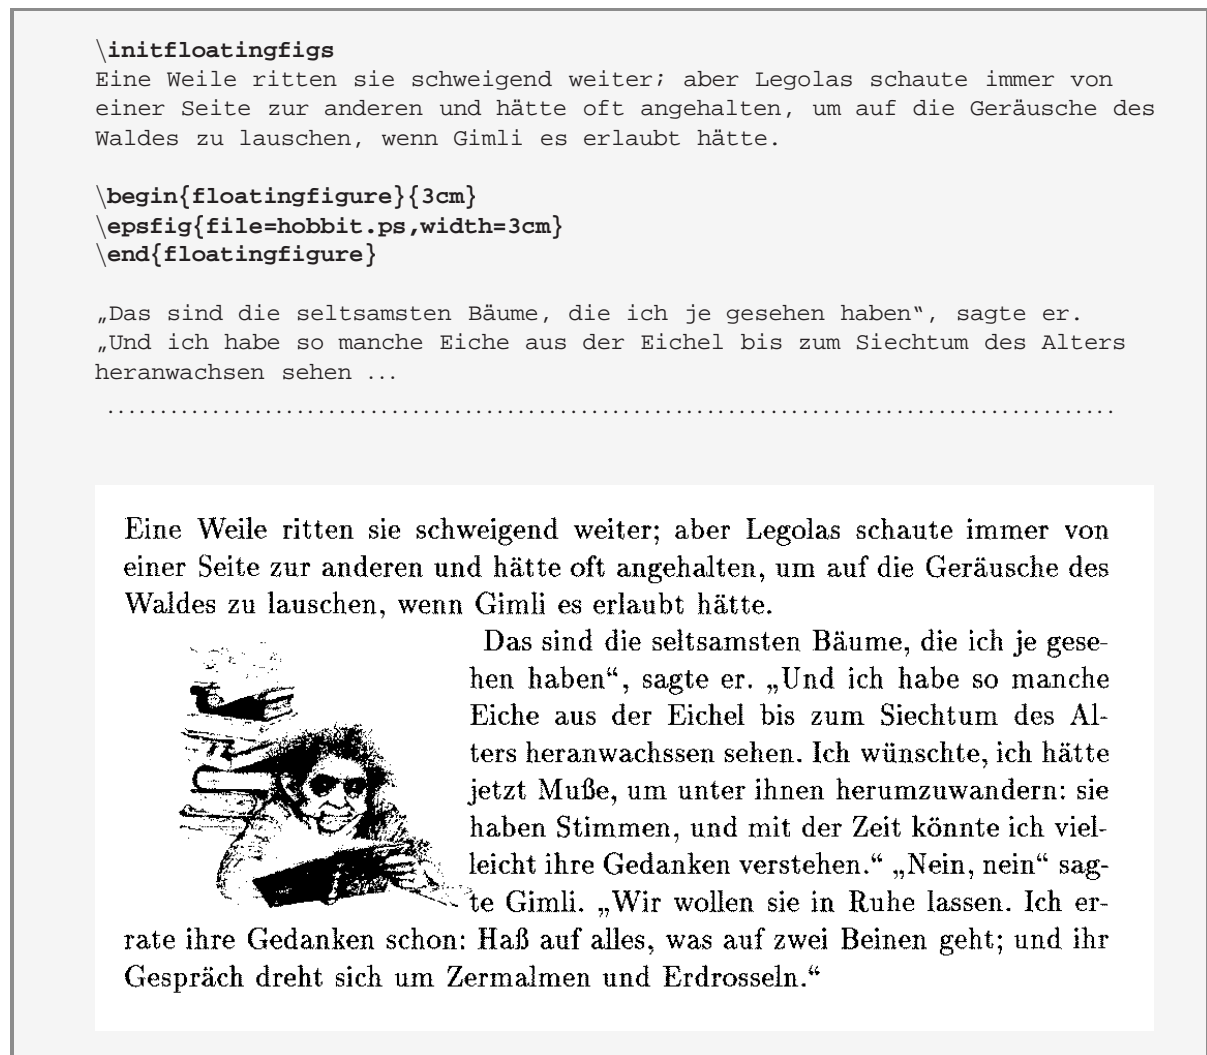 \initfloatingfigs
Eine Weile ritten sie schweigend weiter; aber Legolas schaute immer von
einer Seite zur anderen und hätte oft angehalten, um auf die Geräusche des
Waldes zu lauschen, wenn Gimli es erlaubt hätte.
\begin{floatingfigure}{3cm}
\epsfig{file=hobbit.ps,width=3cm}
\end{floatingfigure}
„Das sind die seltsamsten Bäume, die ich je gesehen haben“, sagte er.
„Und ich habe so manche Eiche aus der Eichel bis zum Siechtum des Alters
heranwachsen sehen ...
Eine Weile ritten sie schweigend weiter; aber Legolas schaute immer von
einer Seite zur anderen und hätte oft angehalten, um auf die Geräusche des
Waldes zu lauschen, wenn Gimli es erlaubt hätte.
Das sind die seltsamsten Bäume, die ich je gese-
hen haben“, sagte er. „Und ich habe so manche
Eiche aus der Eichel bis zum Siechtum des Al-
ters heranwachssen sehen. Ich wünschte, ich hätte
jetzt Muße, um unter ihnen herumzuwandern: sie
haben Stimmen, und mit der Zeit könnte ich viel-
leicht ihre Gedanken verstehen.“ „Nein, nein“ sag-
te Gimli. „Wir wollen sie in Ruhe lassen. Ich er-
rate ihre Gedanken schon: Haß auf alles, was auf zwei Beinen geht; und ihr
Gespräch dreht sich um Zermalmen und Erdrosseln.“